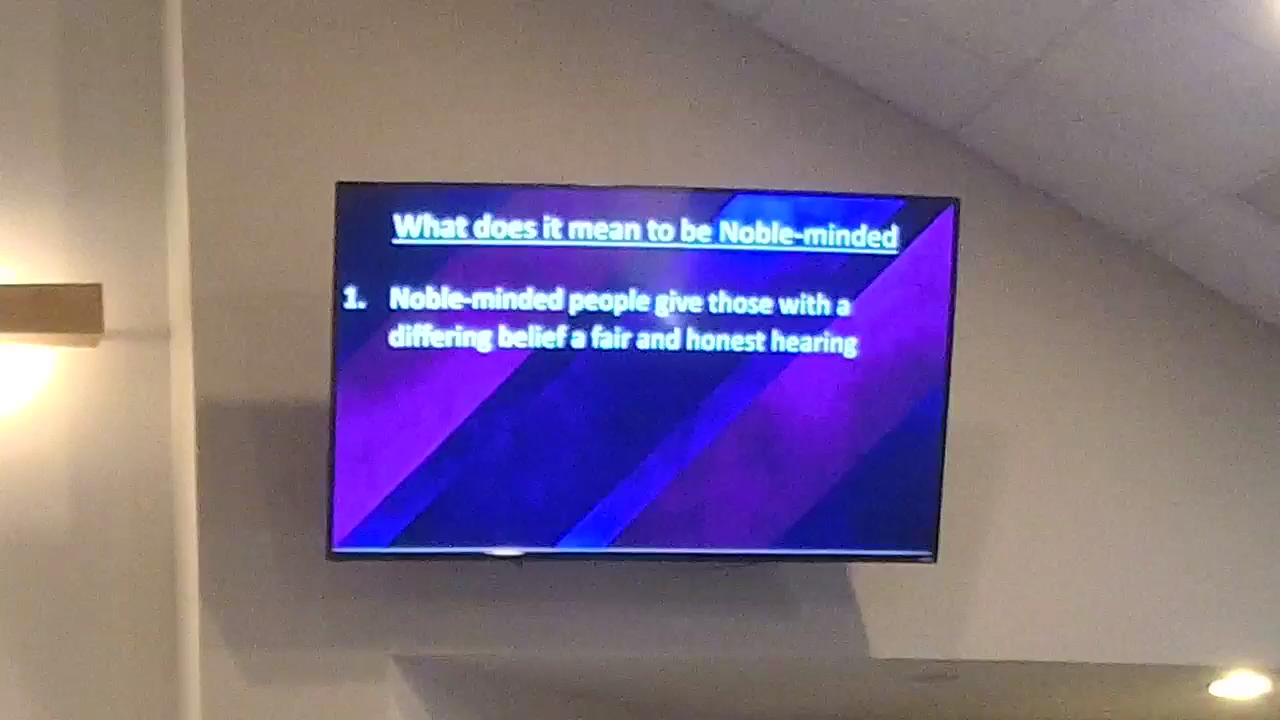 What does it mean to be Noble-minded
1. Noble-minded people give those with a
differing belief a fair and honest hearing